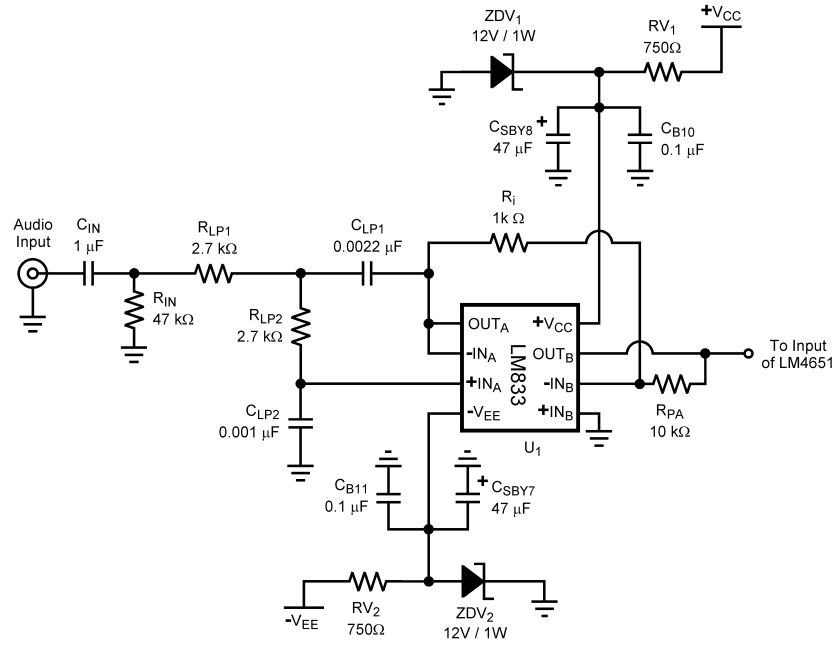 ZDV1
12V / 1W
RV1
750Ω
+VCC
CSBY8
+
47 µF
CB10
0.1 µF
Audio
Input
CIN
1 µF
RLP1
2.7 kΩ
CLP1
0.0022 µF
Ri
1k Ω
RIN
47 kΩ
RLP2
2.7 kΩ
CLP2
0.001 µF
OUTA
-INA
+INA
-VEE
LM833
+VCC
OUTB
-INB
+INB
U1
To Input
of LM4651
RPA
10 kΩ
CB11
0.1 µF
+
CSBY7
47 µF
-VEE
RV2
750Ω
ZDV2
12V / 1W